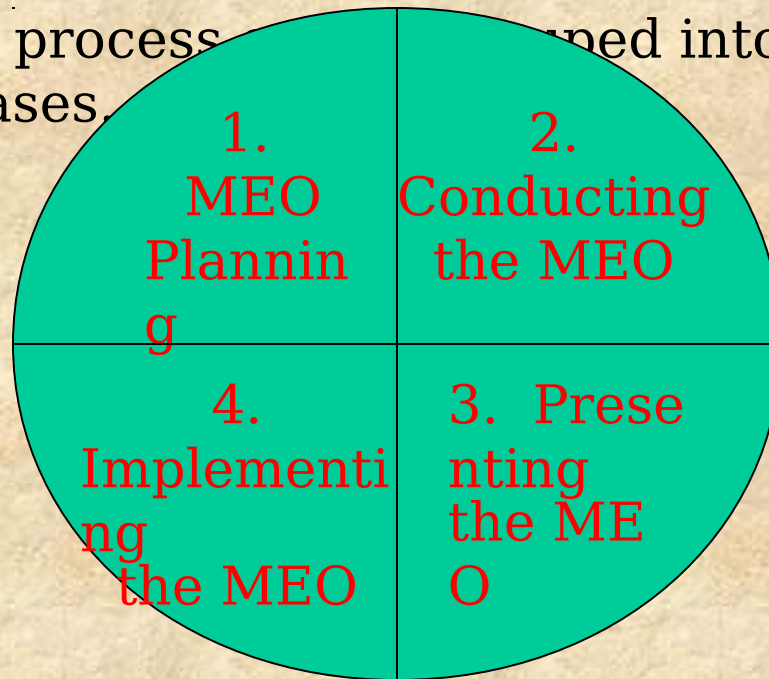 process uped into
ases.
1.
MEO
Plannin
g
2.
Conducting
the MEO
4.
Implementi
ng
the MEO
3. Prese
nting
the ME
O